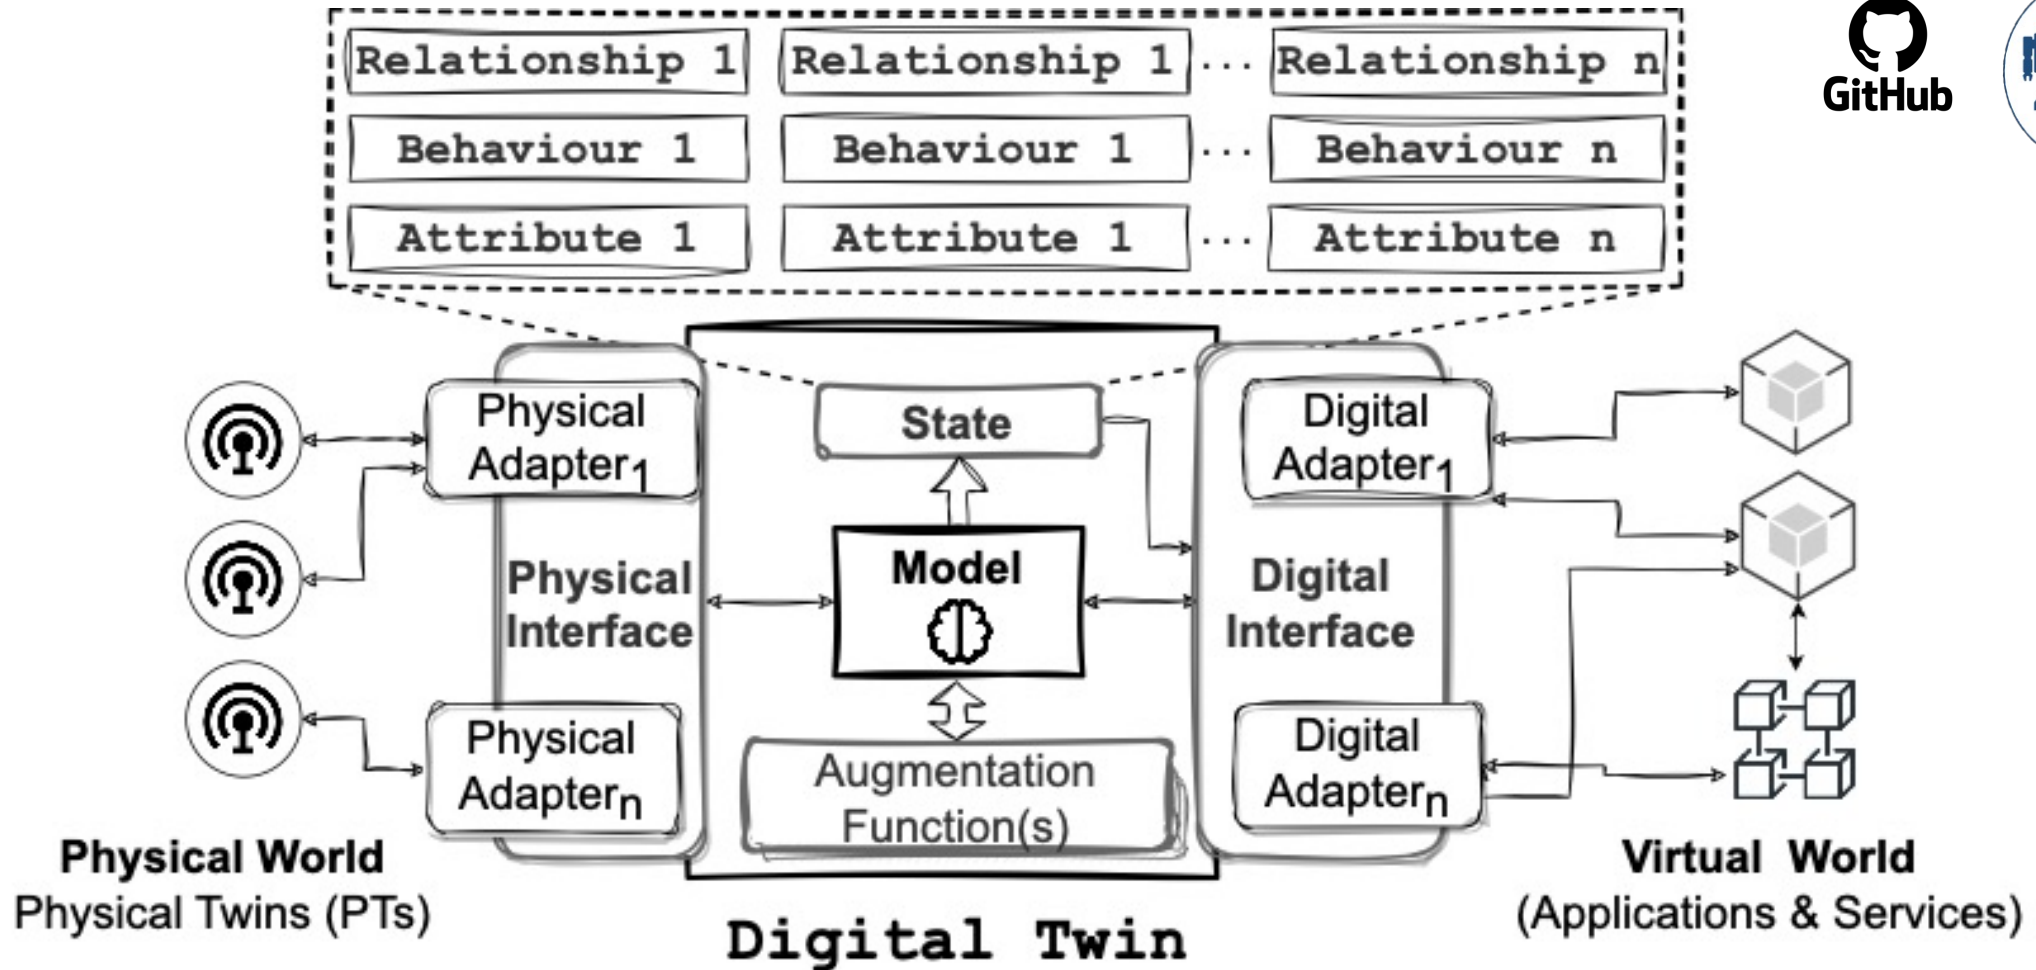 Relationship 1 Relationship 1 ... Relationship n
GitHub
Behaviour 1 Behaviour 1 ... Behaviour n
Attribute 1 Attribute 1 ... Attribute n
Physical
Adapter1
State
Digital
Adapter1
Model
Physical
Interface
Digital
Interface
Physical
Adaptern
Augmentation
Function(s)
Digital
Adaptern
Physical World
Physical Twins (PTs)
Virtual World
(Applications & Services)
Digital Twin